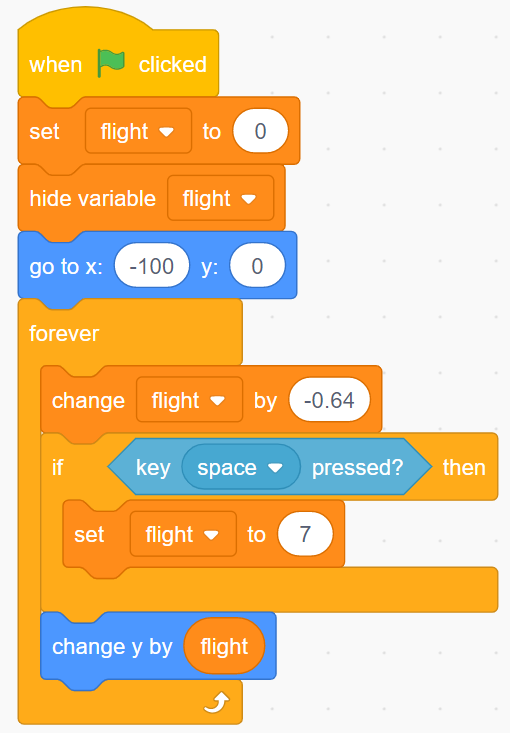 when clicked
set flight to 0
hide variable flight
go to x: -100 y: 0
forever
change flight by -0.64
if key space pressed? then
set flight to 7
change y by flight